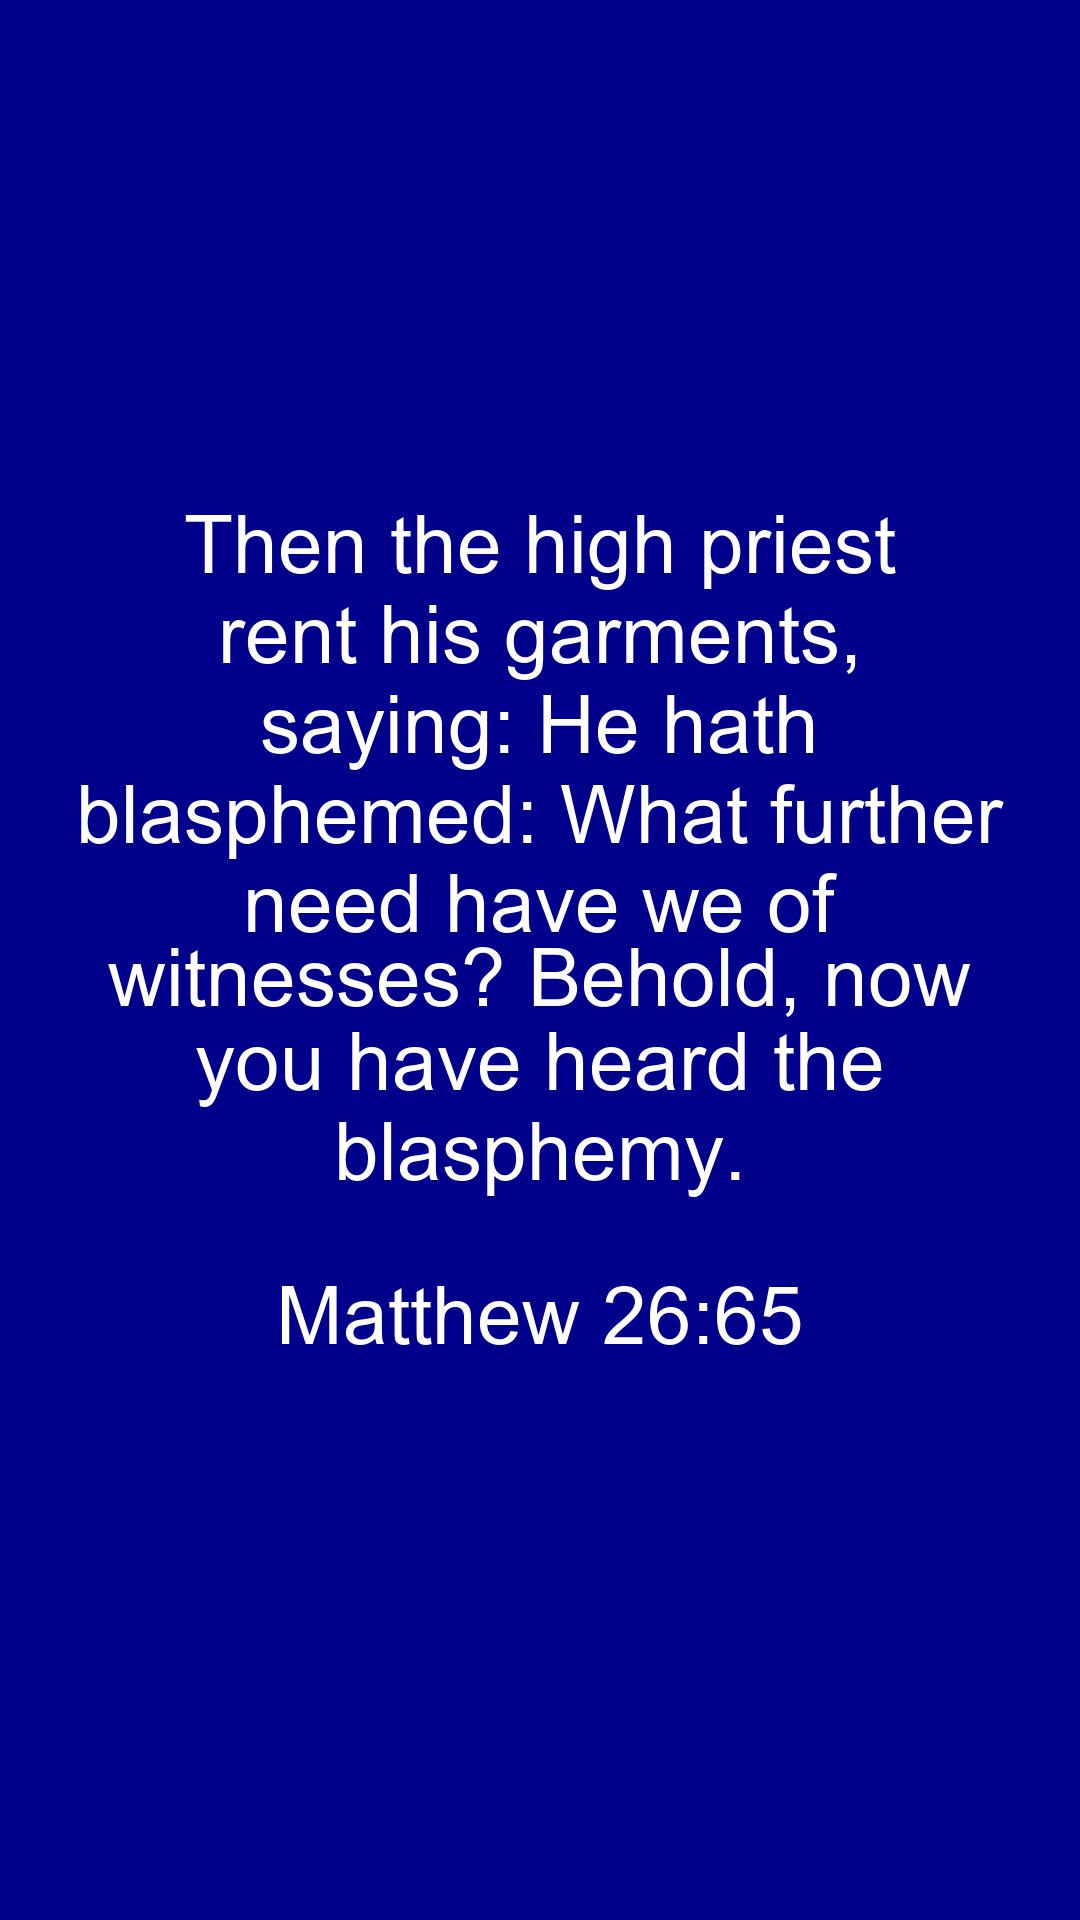 Then the high priest
rent his garments,
saying: He hath
blasphemed: What further
need have we of
witnesses? Behold, now
you have heard the
blasphemy.
Matthew 26:65